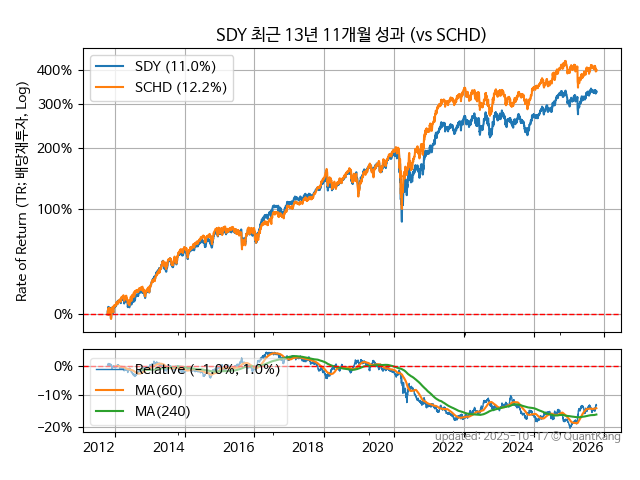 SDY 최근 13년 11개월 성과 (vs SCHD)
Rate of Return (TR; 배당재투자, Log)
400%
300%
200%
100%
0%
SDY (11.0%)
SCHD (12.2%)
0%
−10%
−20%
Relative (−1.0%, 1.0%)
MA(60)
MA(240)
2012 2014 2016 2018 2020 2022 2024 2026
updated: 2025-10-17 © QuantKang